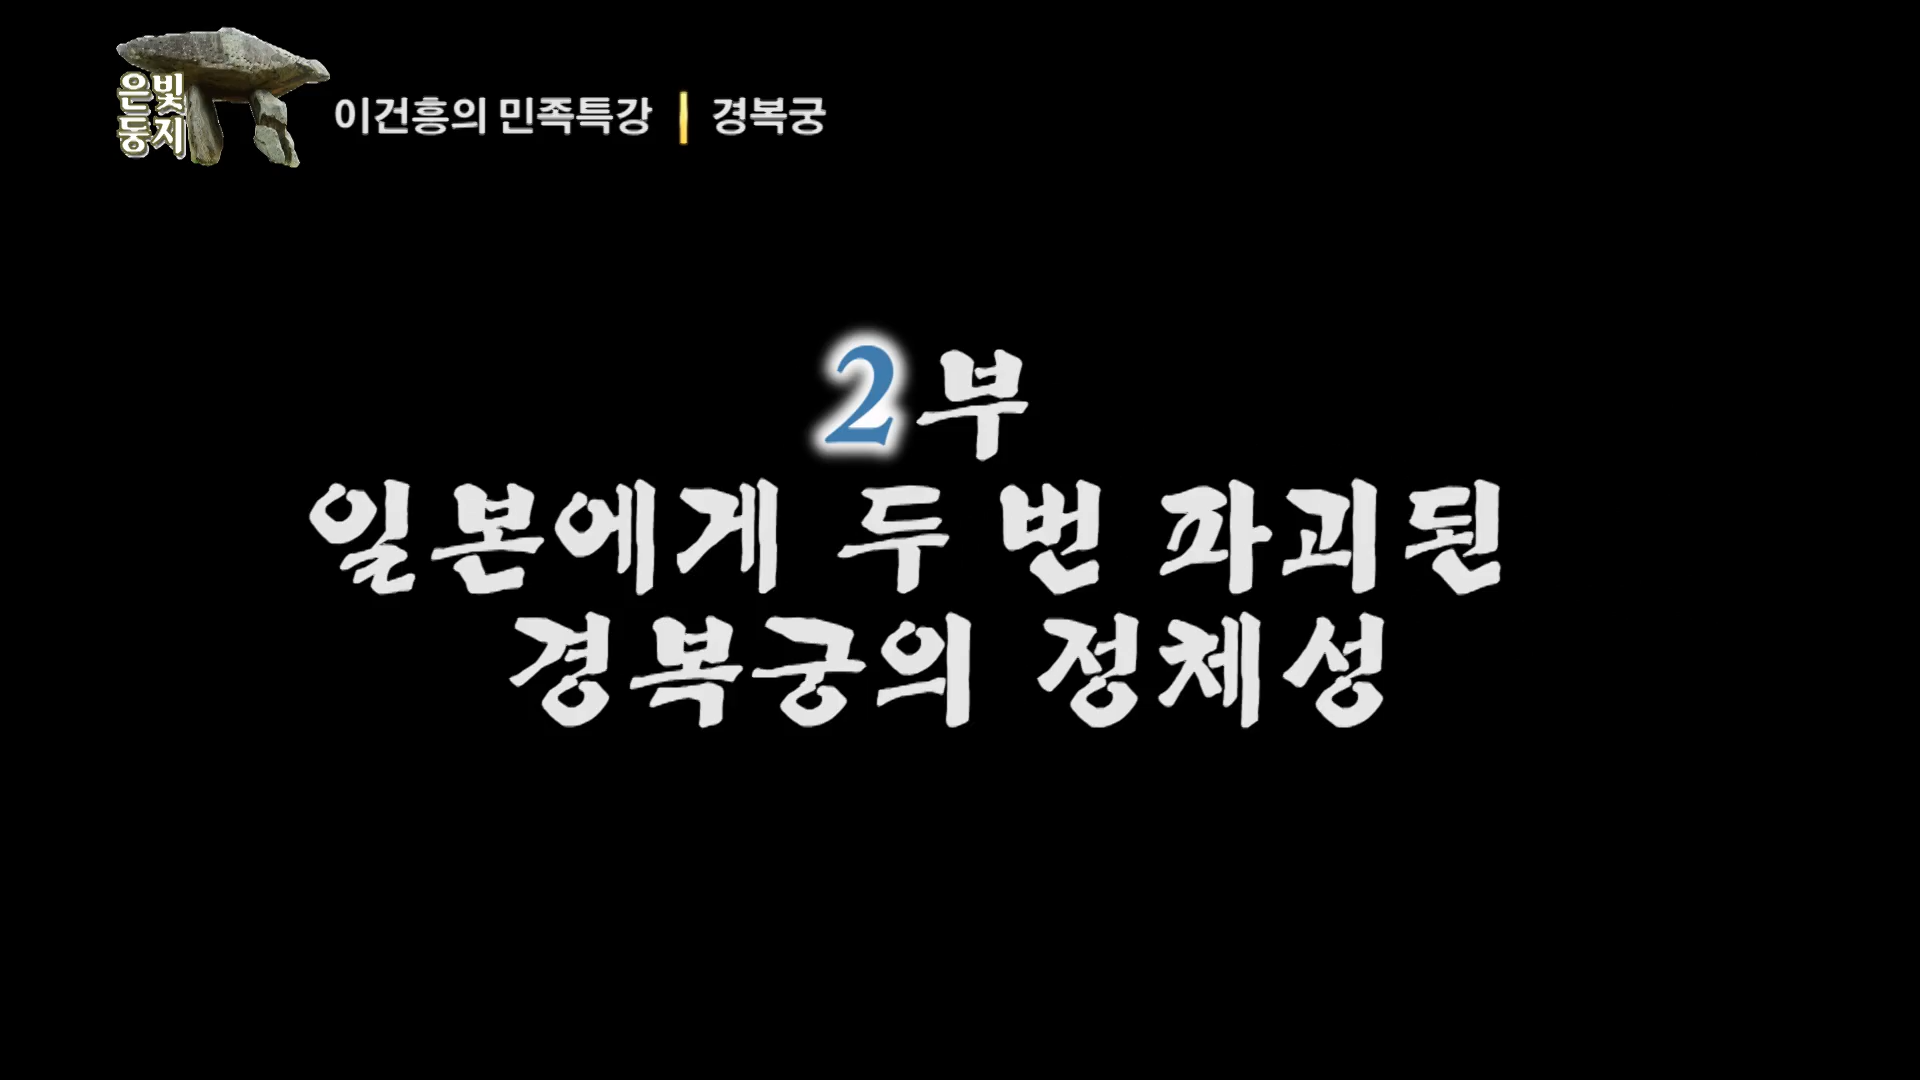 은빛
동지
이건흥의 민족특강 | 경복궁
2부
일본에게 두 번 파괴된
경복궁의 정체성